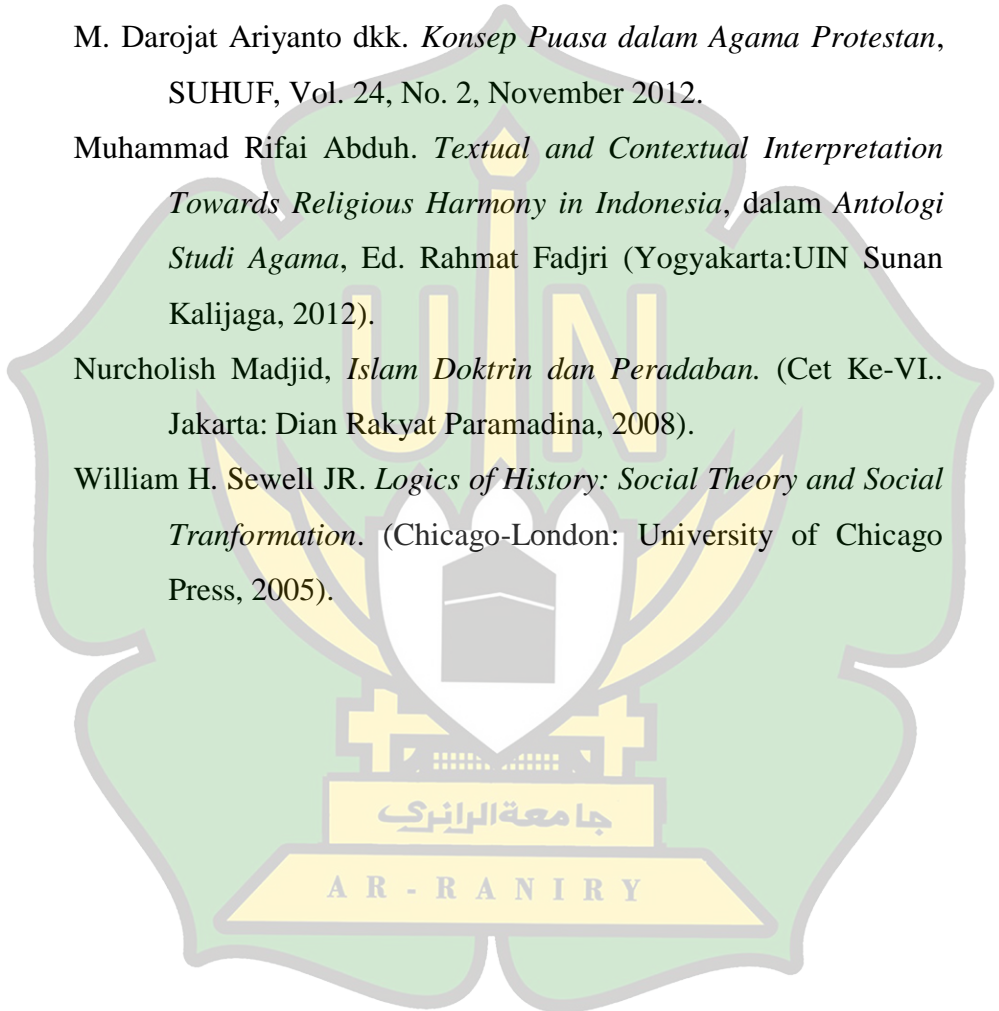 M. Darojat Ariyanto dkk. Konsep Puasa dalam Agama Protestan,
SUHUF, Vol. 24, No. 2, November 2012.
Muhammad Rifai Abduh. Textual and Contextual Interpretation
Towards Religious Harmony in Indonesia, dalam Antologi
Studi Agama, Ed. Rahmat Fadjri (Yogyakarta:UIN Sunan
Kalijaga, 2012).
Nurcholish Madjid, Islam Doktrin dan Peradaban. (Cet Ke-VI..
Jakarta: Dian Rakyat Paramadina, 2008).
William H. Sewell JR. Logics of History: Social Theory and Social
Tranformation. (Chicago-London: University of Chicago
Press, 2005).
UIN
جامعة الرانري
AR-RANIRY